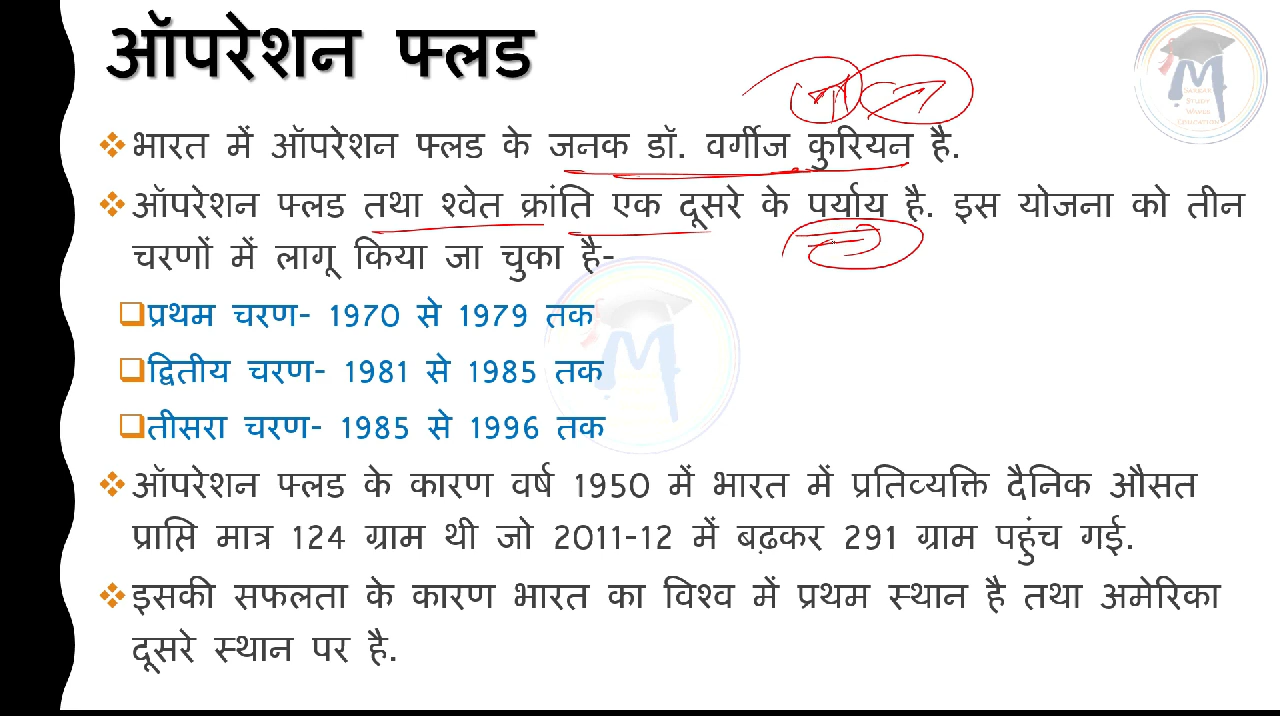 ऑपरेशन फ्लड
भारत में ऑपरेशन फ्लड के जनक डॉ. वर्गीज कुरियन है.
ऑपरेशन फ्लड तथा श्वेत क्रांति एक दूसरे के पर्याय है. इस योजना को तीन
चरणों में लागू किया जा चुका है-
प्रथम चरण- 1970 से 1979 तक
द्वितीय चरण- 1981 से 1985 तक
तीसरा चरण- 1985 से 1996 तक
ऑपरेशन फ्लड के कारण वर्ष 1950 में भारत में प्रतिव्यक्ति दैनिक औसत
प्राप्ति मात्र 124 ग्राम थी जो 2011-12 में बढ़कर 291 ग्राम पहुंच गई.
इसकी सफलता के कारण भारत का विश्व में प्रथम स्थान है तथा अमेरिका
दूसरे स्थान पर है.